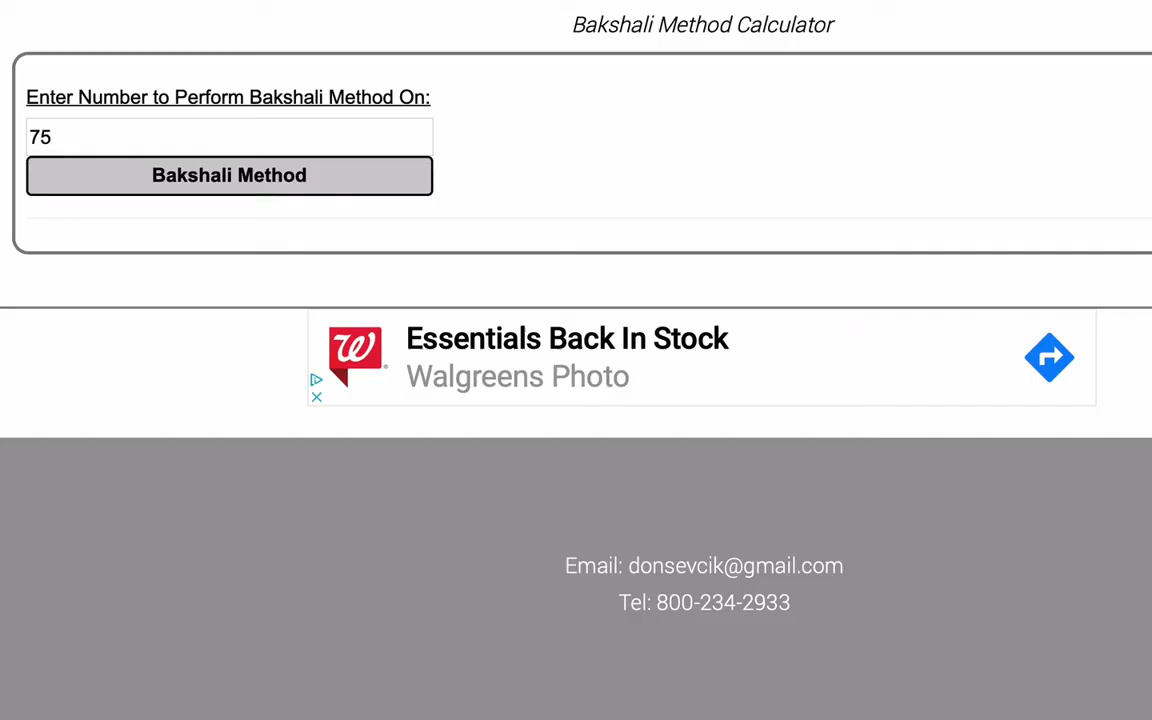 Bakshali Method Calculator
Enter Number to Perform Bakshali Method On:
75
Bakshali Method
Essentials Back In Stock
Walgreens Photo
Email: donsevcik@gmail.com
Tel: 800-234-2933